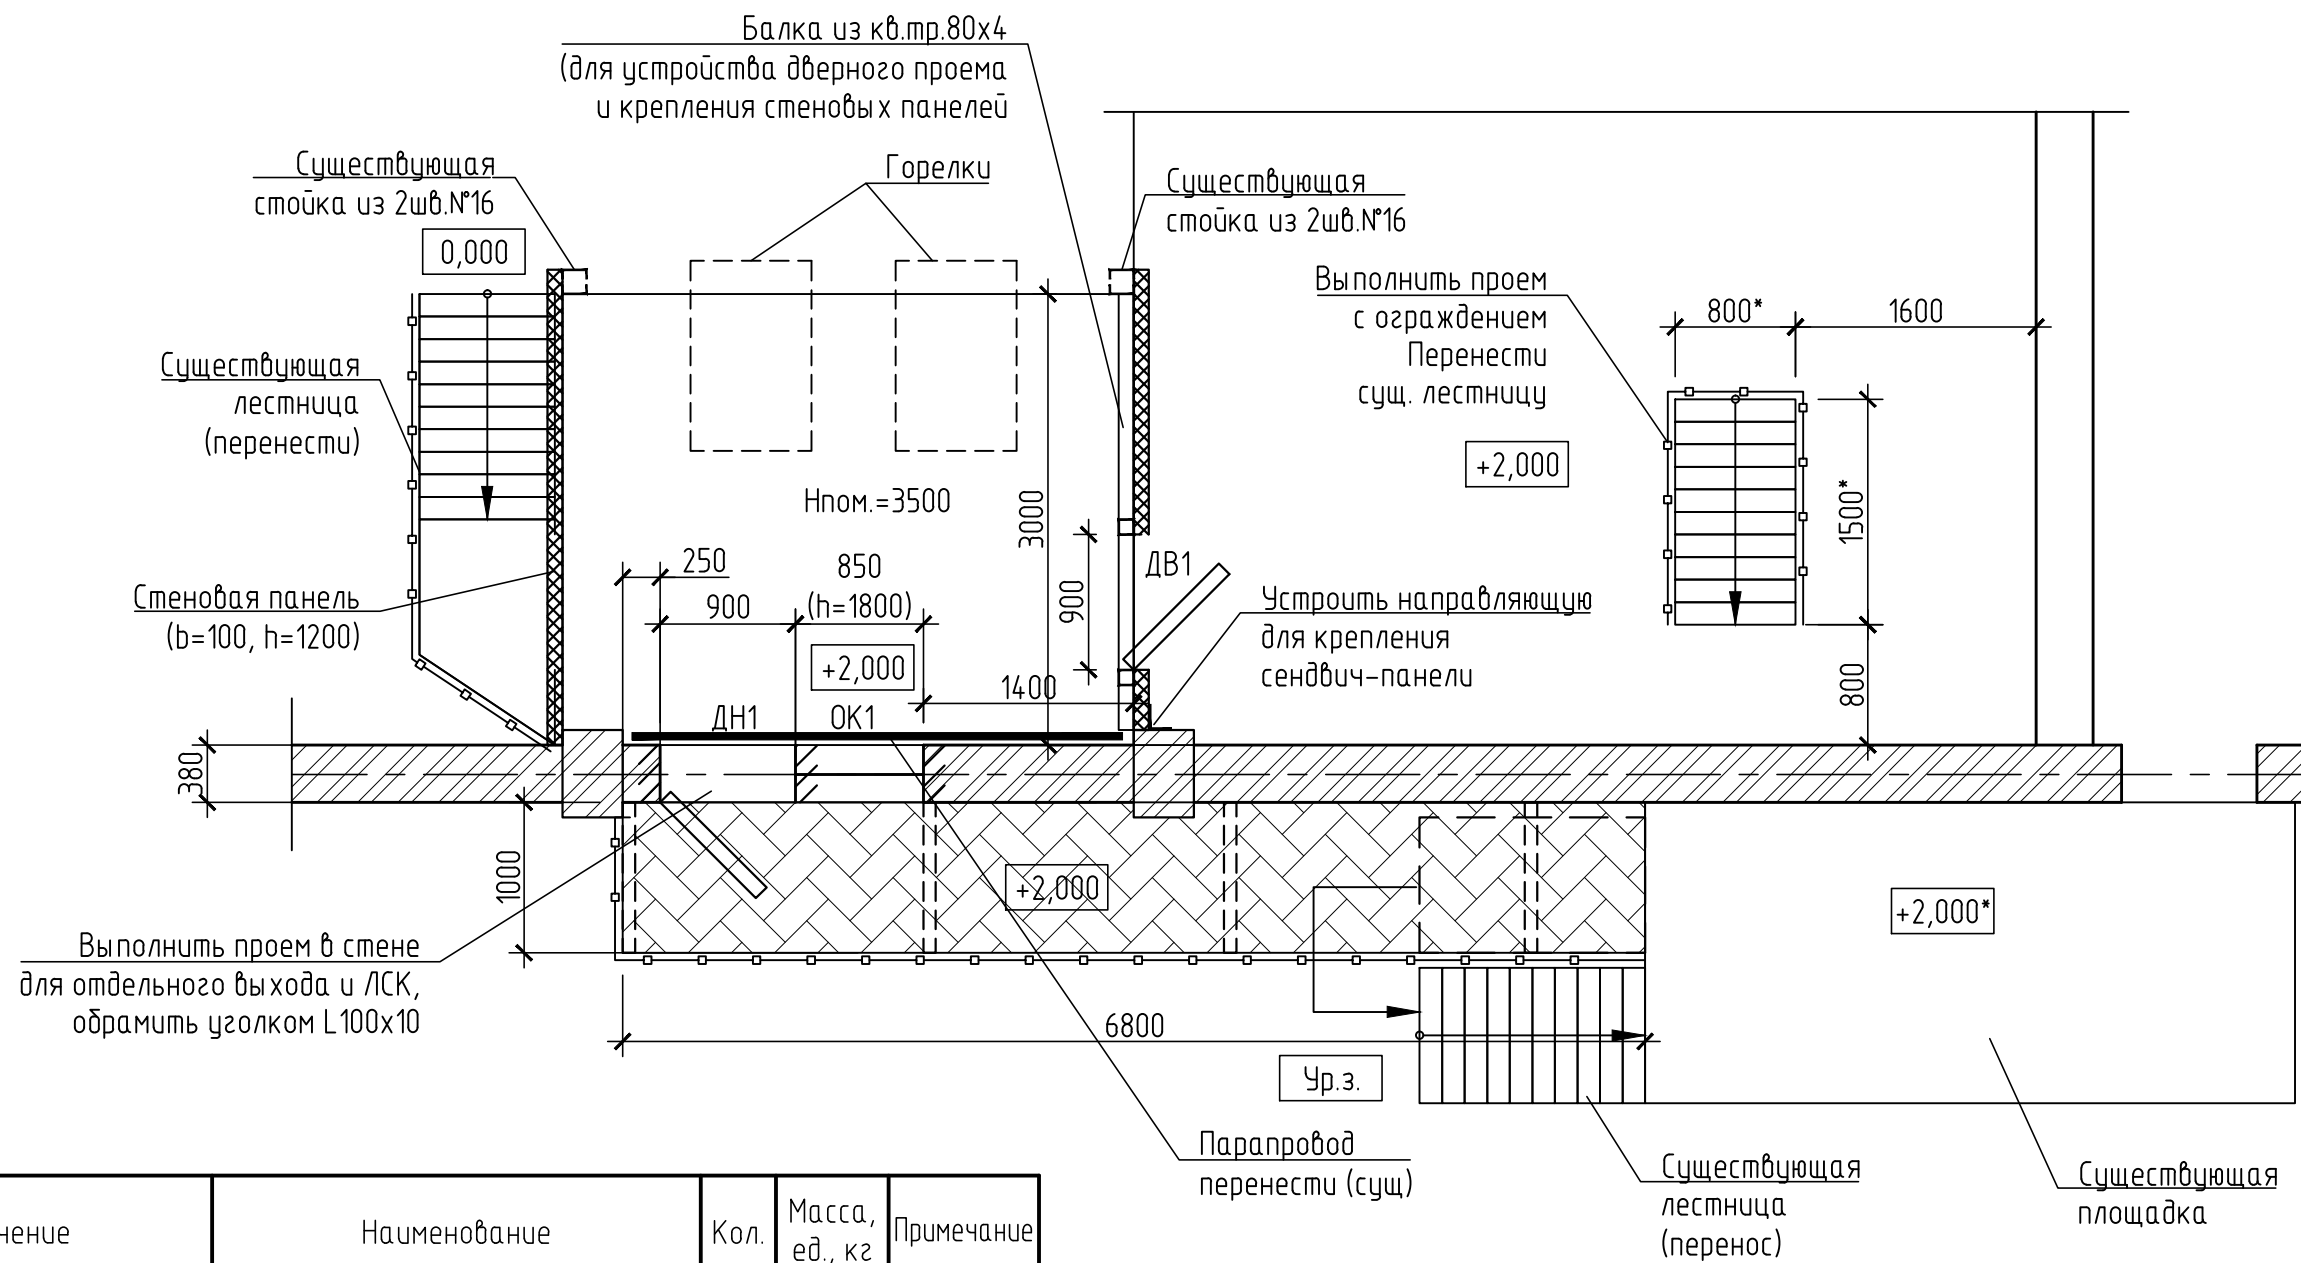 Балка из кв.тр.80х4
(для устройства дверного проема
и крепления стеновых панелей
Существующая
стойка из 2шв.№16
Горелки
Существующая
стойка из 2шв.№16
0,000
Выполнить проем
с ограждением
Перенести
сущ. лестницу
800*
1600
Существующая
лестница
(перенести)
+2,000
Нпом.=3500
3000
1500*
250
850
(h=1800)
900
900
ДВ1
Стеновая панель
(b=100, h=1200)
Устроить направляющую
для крепления
сендвич-панели
+2,000
1400
800
ДН1
ОК1
380
1000
+2,000
+2,000*
Выполнить проем в стене
для отдельного выхода и ЛСК,
обрамить уголком L100х10
6800
Ур.з.
Парапровод
перенести (сущ)
Существующая
лестница
(перенос)
Существующая
площадка
чение
Наименование
Кол.
Масса,
ед., кг
Примечание